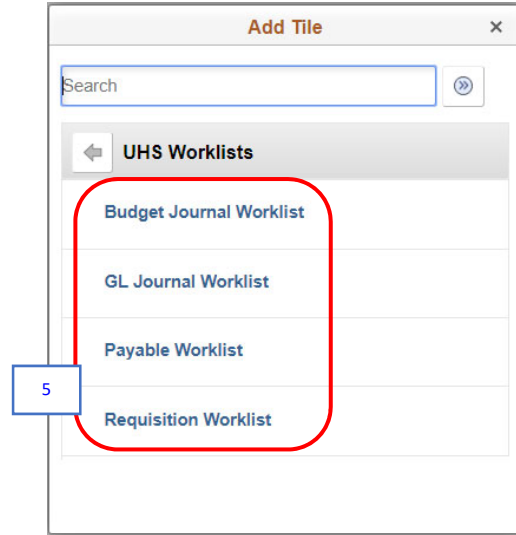 Add Tile ×
Search
UHS Worklists
Budget Journal Worklist
GL Journal Worklist
Payable Worklist
5
Requisition Worklist